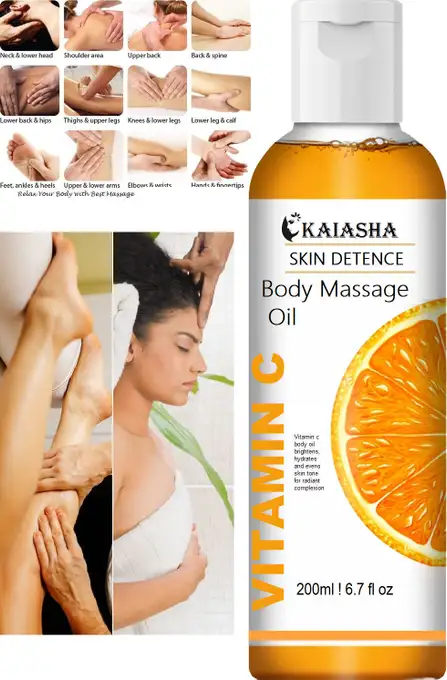 Neck & lower head
Shoulder area
Upper back
Back & spine
Lower back & hips
Thighs & upper legs
Knees & lower legs
Lower leg & calf
Feet, ankles & heels
Upper & lower arms
Elbows & wrists
Hands & fingertips
Relax Your Body with Best Massage
KAIASHA
SKIN DETENCE
Body Massage
Oil
VITAMIN C
Vitamin c
body oil
brightens,
hydrates
and evens
skin tone
for radiant
complexion
200ml ! 6.7 fl oz